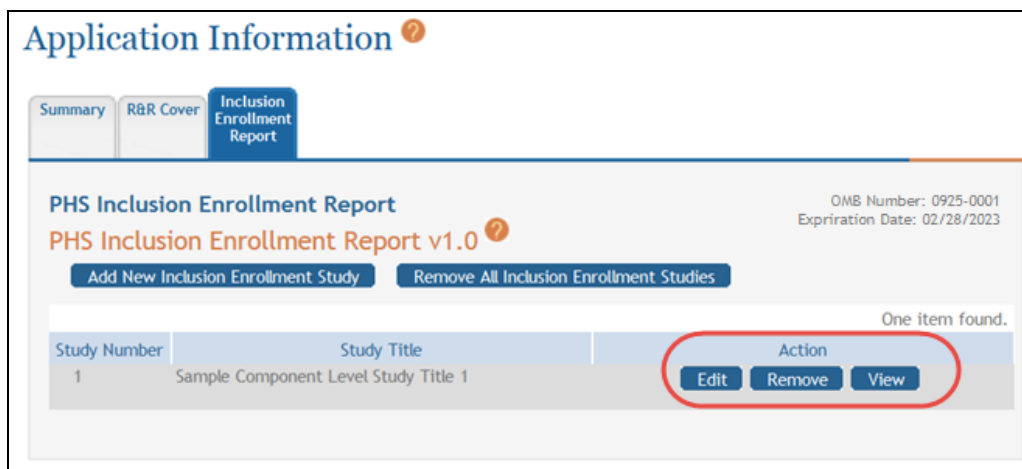 Application Information ?
Summary
R&R Cover
Inclusion
Enrollment
Report
PHS Inclusion Enrollment Report
OMB Number: 0925-0001
Expriration Date: 02/28/2023
PHS Inclusion Enrollment Report v1.0 ?
Add New Inclusion Enrollment Study
Remove All Inclusion Enrollment Studies
One item found.
Study Number Study Title Action
1 Sample Component Level Study Title 1 Edit Remove View